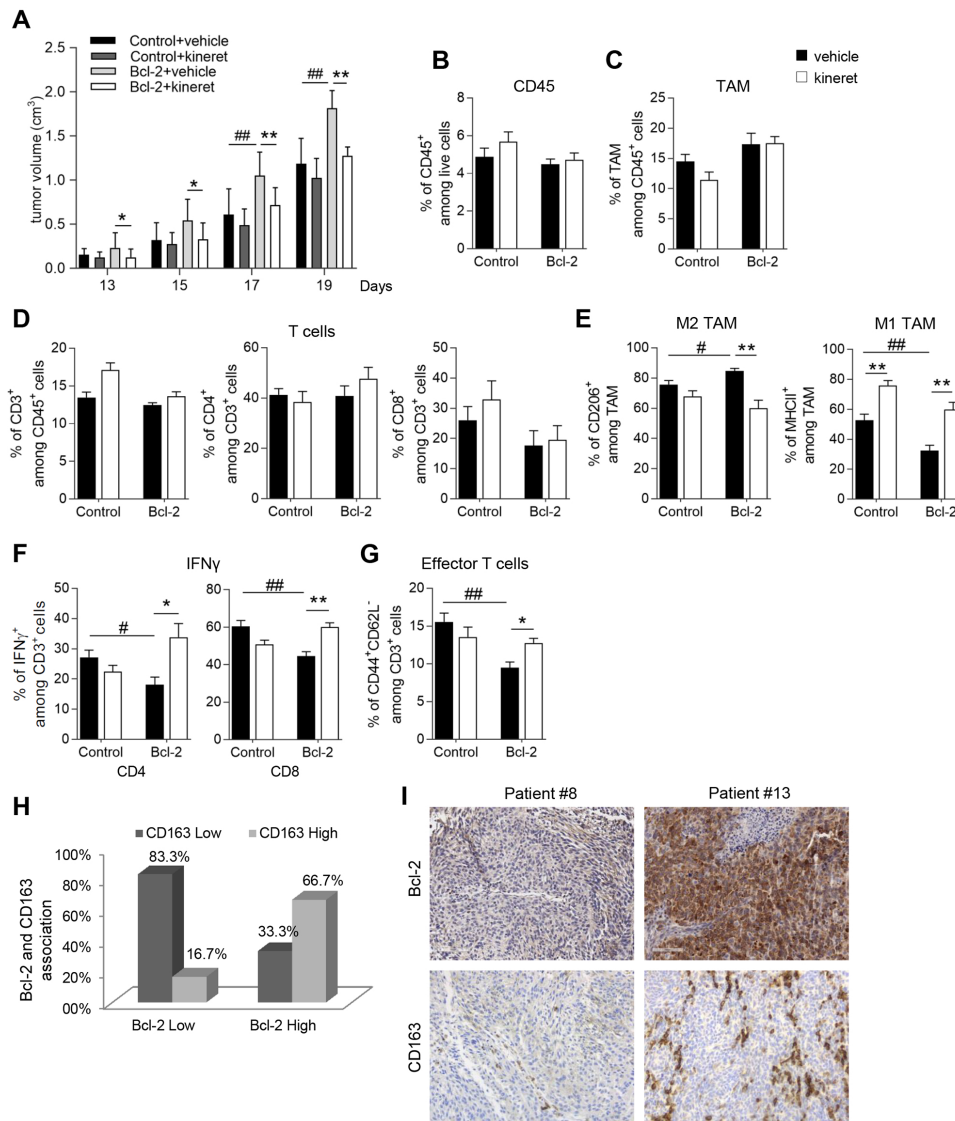 A
Control+vehicle
Control+kineret
Bcl-2+vehicle
Bcl-2+kineret
tumor volume (cm³)
2.5
2.0
1.5
1.0
0.5
0.0
*
*
## **
## **
13 15 17 19 Days
B
CD45
% of CD45⁺
among live cells
8
6
4
2
0
Control Bcl-2
C
TAM
vehicle
kineret
% of TAM
among CD45⁺ cells
25
20
15
10
5
0
Control Bcl-2
D
T cells
% of CD3⁺
among CD45⁺ cells
20
15
10
5
0
Control Bcl-2
% of CD4⁺
among CD3⁺ cells
60
40
20
0
Control Bcl-2
% of CD8⁺
among CD3⁺ cells
50
40
30
20
10
0
Control Bcl-2
E
M2 TAM
% of CD206⁺
among TAM
100
80
60
40
20
0
# **
Control Bcl-2
M1 TAM
% of MHCII⁺
among TAM
100
80
60
40
20
0
##
** **
Control Bcl-2
F
IFNγ
% of IFNγ⁺
among CD3⁺ cells
50
40
30
20
10
0
# *
Control Bcl-2
CD4
80
60
40
20
0
## **
Control Bcl-2
CD8
G
Effector T cells
% of CD44⁺CD62L⁻
among CD3⁺ cells
20
15
10
5
0
## *
Control Bcl-2
H
CD163 Low CD163 High
Bcl-2 and CD163
association
100%
80%
60%
40%
20%
00%
83.3%
16.7%
33.3%
66.7%
Bcl-2 Low Bcl-2 High
I
Patient #8 Patient #13
Bcl-2
CD163